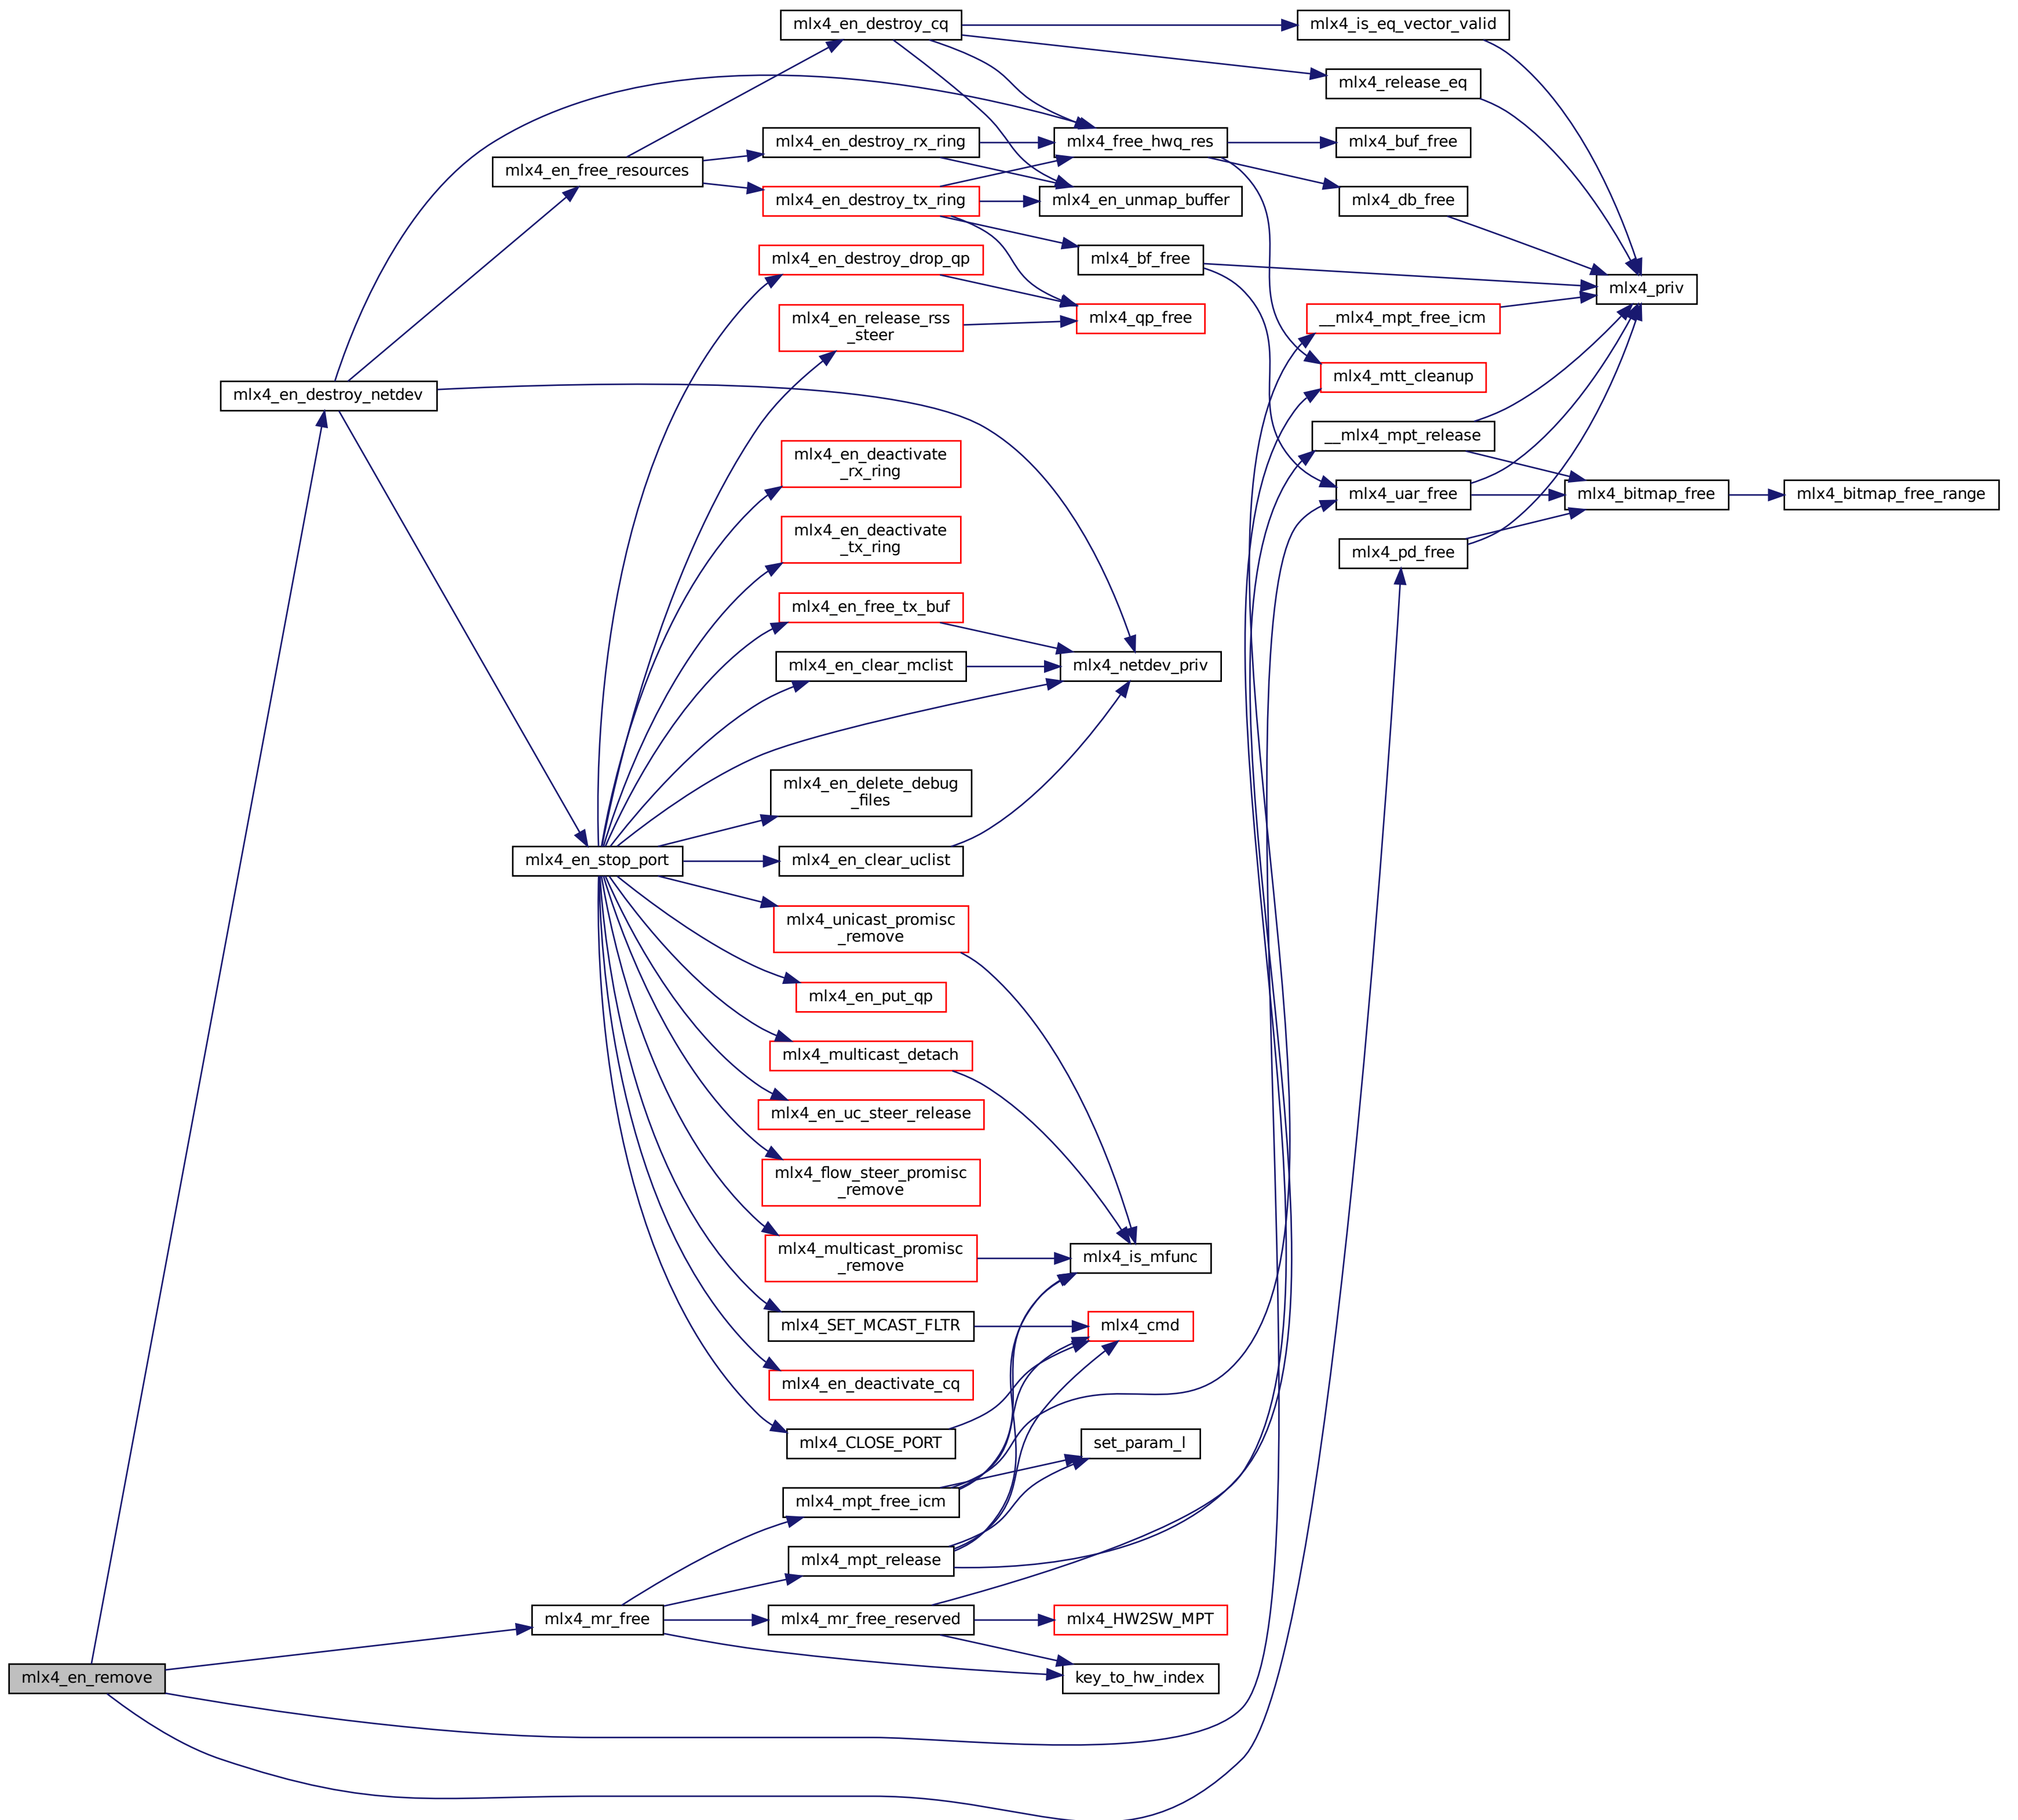 mlx4_en_destroy_cq
mlx4_is_eq_vector_valid
mlx4_release_eq
mlx4_en_destroy_rx_ring
mlx4_free_hwq_res
mlx4_buf_free
mlx4_en_free_resources
mlx4_en_destroy_tx_ring
mlx4_en_unmap_buffer
mlx4_db_free
mlx4_en_destroy_drop_qp
mlx4_bf_free
mlx4_priv
mlx4_en_release_rss
_steer
mlx4_qp_free
__mlx4_mpt_free_icm
mlx4_mtt_cleanup
mlx4_en_destroy_netdev
__mlx4_mpt_release
mlx4_en_deactivate
_rx_ring
mlx4_uar_free
mlx4_bitmap_free
mlx4_bitmap_free_range
mlx4_en_deactivate
_tx_ring
mlx4_pd_free
mlx4_en_free_tx_buf
mlx4_en_clear_mclist
mlx4_netdev_priv
mlx4_en_delete_debug
_files
mlx4_en_stop_port
mlx4_en_clear_uclist
mlx4_unicast_promisc
_remove
mlx4_en_put_qp
mlx4_multicast_detach
mlx4_en_uc_steer_release
mlx4_flow_steer_promisc
_remove
mlx4_multicast_promisc
_remove
mlx4_is_mfunc
mlx4_SET_MCAST_FLTR
mlx4_cmd
mlx4_en_deactivate_cq
mlx4_CLOSE_PORT
set_param_l
mlx4_mpt_free_icm
mlx4_mpt_release
mlx4_mr_free
mlx4_mr_free_reserved
mlx4_HW2SW_MPT
mlx4_en_remove
key_to_hw_index